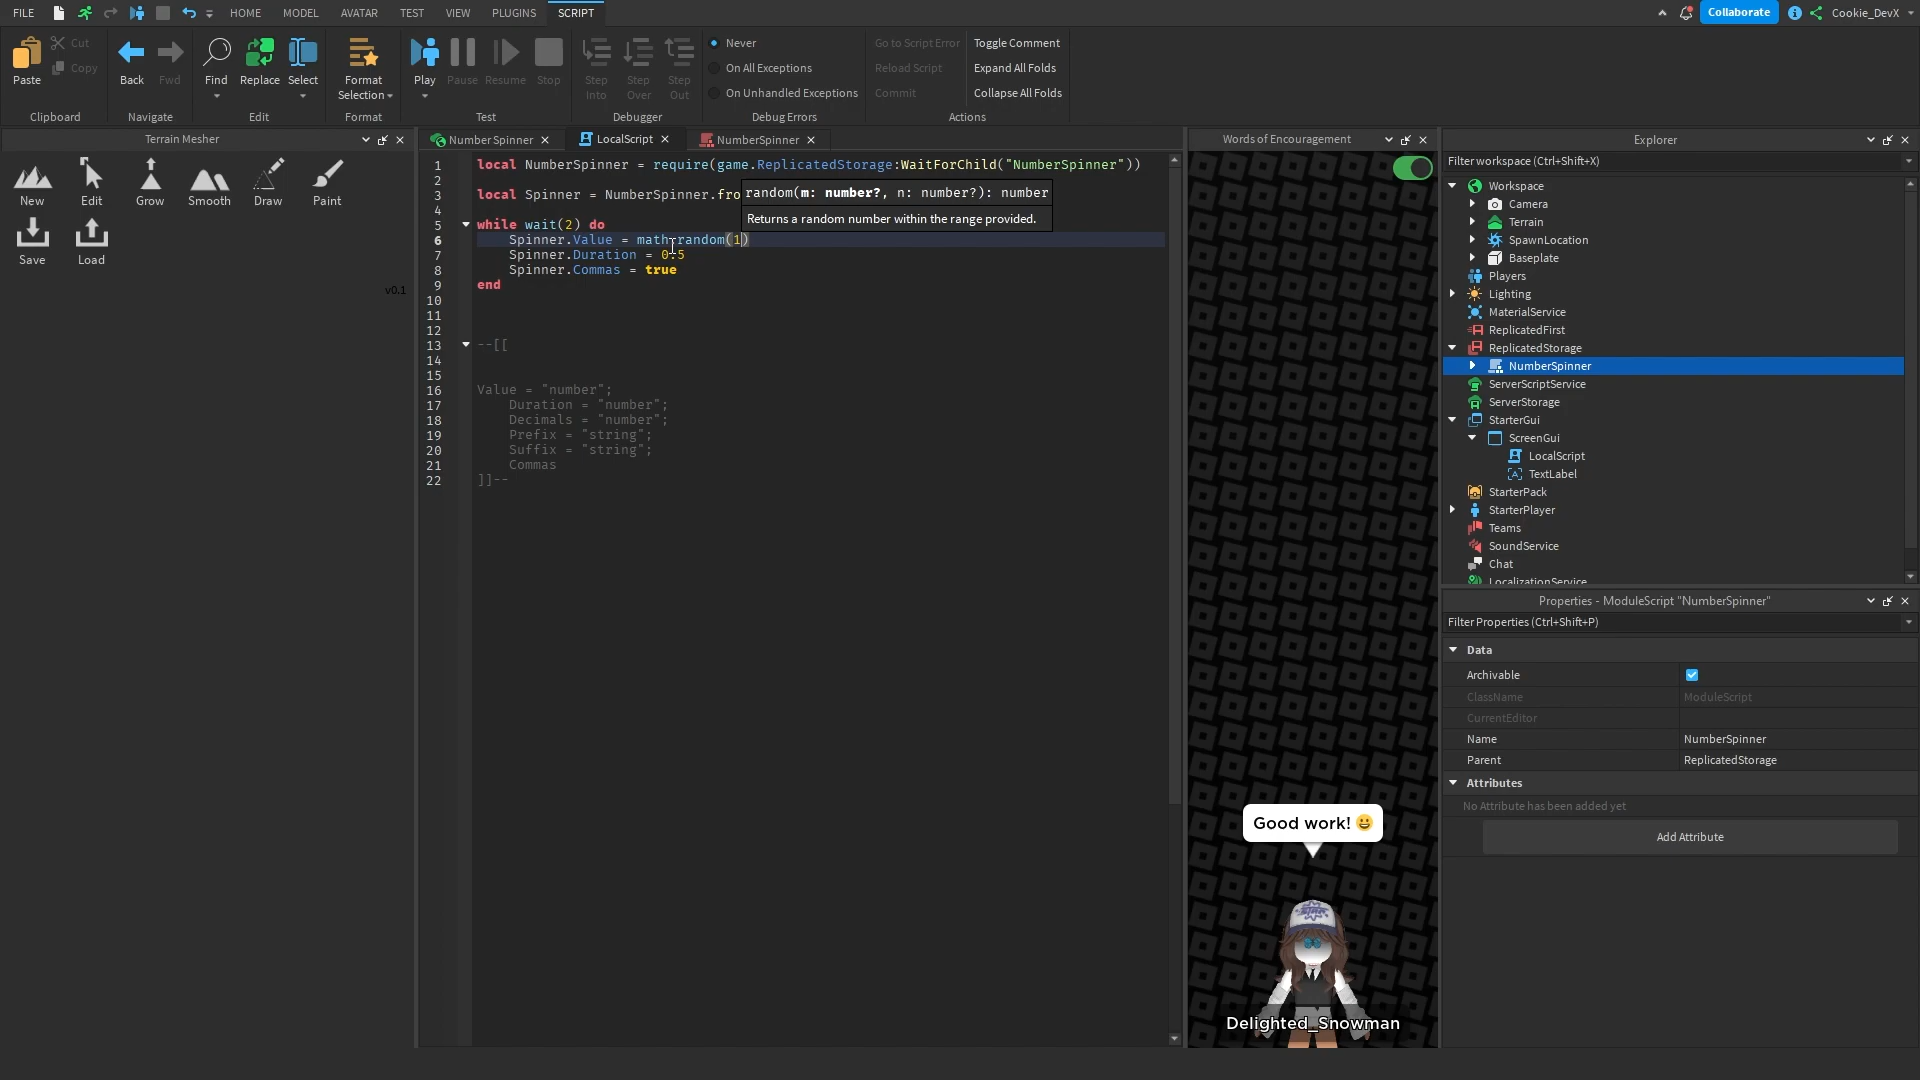 FILE HOME MODEL AVATAR TEST VIEW PLUGINS SCRIPT Collaborate Cookie_DevX
Paste Cut Copy Back Fwd Find Replace Select Format Selection Play Pause Resume Stop Step Into Step Over Step Out
Never
On All Exceptions
On Unhandled Exceptions
Go to Script Error
Reload Script
Commit
Toggle Comment
Expand All Folds
Collapse All Folds
Clipboard Navigate Edit Format Test Debugger Debug Errors Actions
Terrain Mesher
New Edit Grow Smooth Draw Paint
Save Load
v0.1
Number Spinner LocalScript NumberSpinner
1 local NumberSpinner = require(game.ReplicatedStorage:WaitForChild("NumberSpinner"))
2
3 local Spinner = NumberSpinner.fro
random(m: number?, n: number?): number
Returns a random number within the range provided.
4
5 while wait(2) do
6 Spinner.Value = math.random(1)
7 Spinner.Duration = 0.5
8 Spinner.Commas = true
9 end
10
11
12
13 --[[
14
15
16 Value = "number";
17 Duration = "number";
18 Decimals = "number";
19 Prefix = "string";
20 Suffix = "string";
21 Commas
22 ]]--
Words of Encouragement
Good work! 😀
Delighted_Snowman
Explorer
Filter workspace (Ctrl+Shift+X)
Workspace
Camera
Terrain
SpawnLocation
Baseplate
Players
Lighting
MaterialService
ReplicatedFirst
ReplicatedStorage
NumberSpinner
ServerScriptService
ServerStorage
StarterGui
ScreenGui
LocalScript
TextLabel
StarterPack
StarterPlayer
Teams
SoundService
Chat
LocalizationService
Properties - ModuleScript "NumberSpinner"
Filter Properties (Ctrl+Shift+P)
Data
Archivable
ClassName ModuleScript
CurrentEditor
Name NumberSpinner
Parent ReplicatedStorage
Attributes
No Attribute has been added yet
Add Attribute